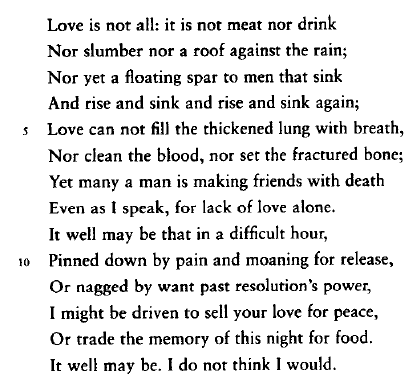 Love is not all: it is not meat nor drink
Nor slumber nor a roof against the rain;
Nor yet a floating spar to men that sink
And rise and sink and rise and sink again;
5 Love can not fill the thickened lung with breath,
Nor clean the blood, nor set the fractured bone;
Yet many a man is making friends with death
Even as I speak, for lack of love alone.
It well may be that in a difficult hour,
10 Pinned down by pain and moaning for release,
Or nagged by want past resolution's power,
I might be driven to sell your love for peace,
Or trade the memory of this night for food.
It well may be. I do not think I would.